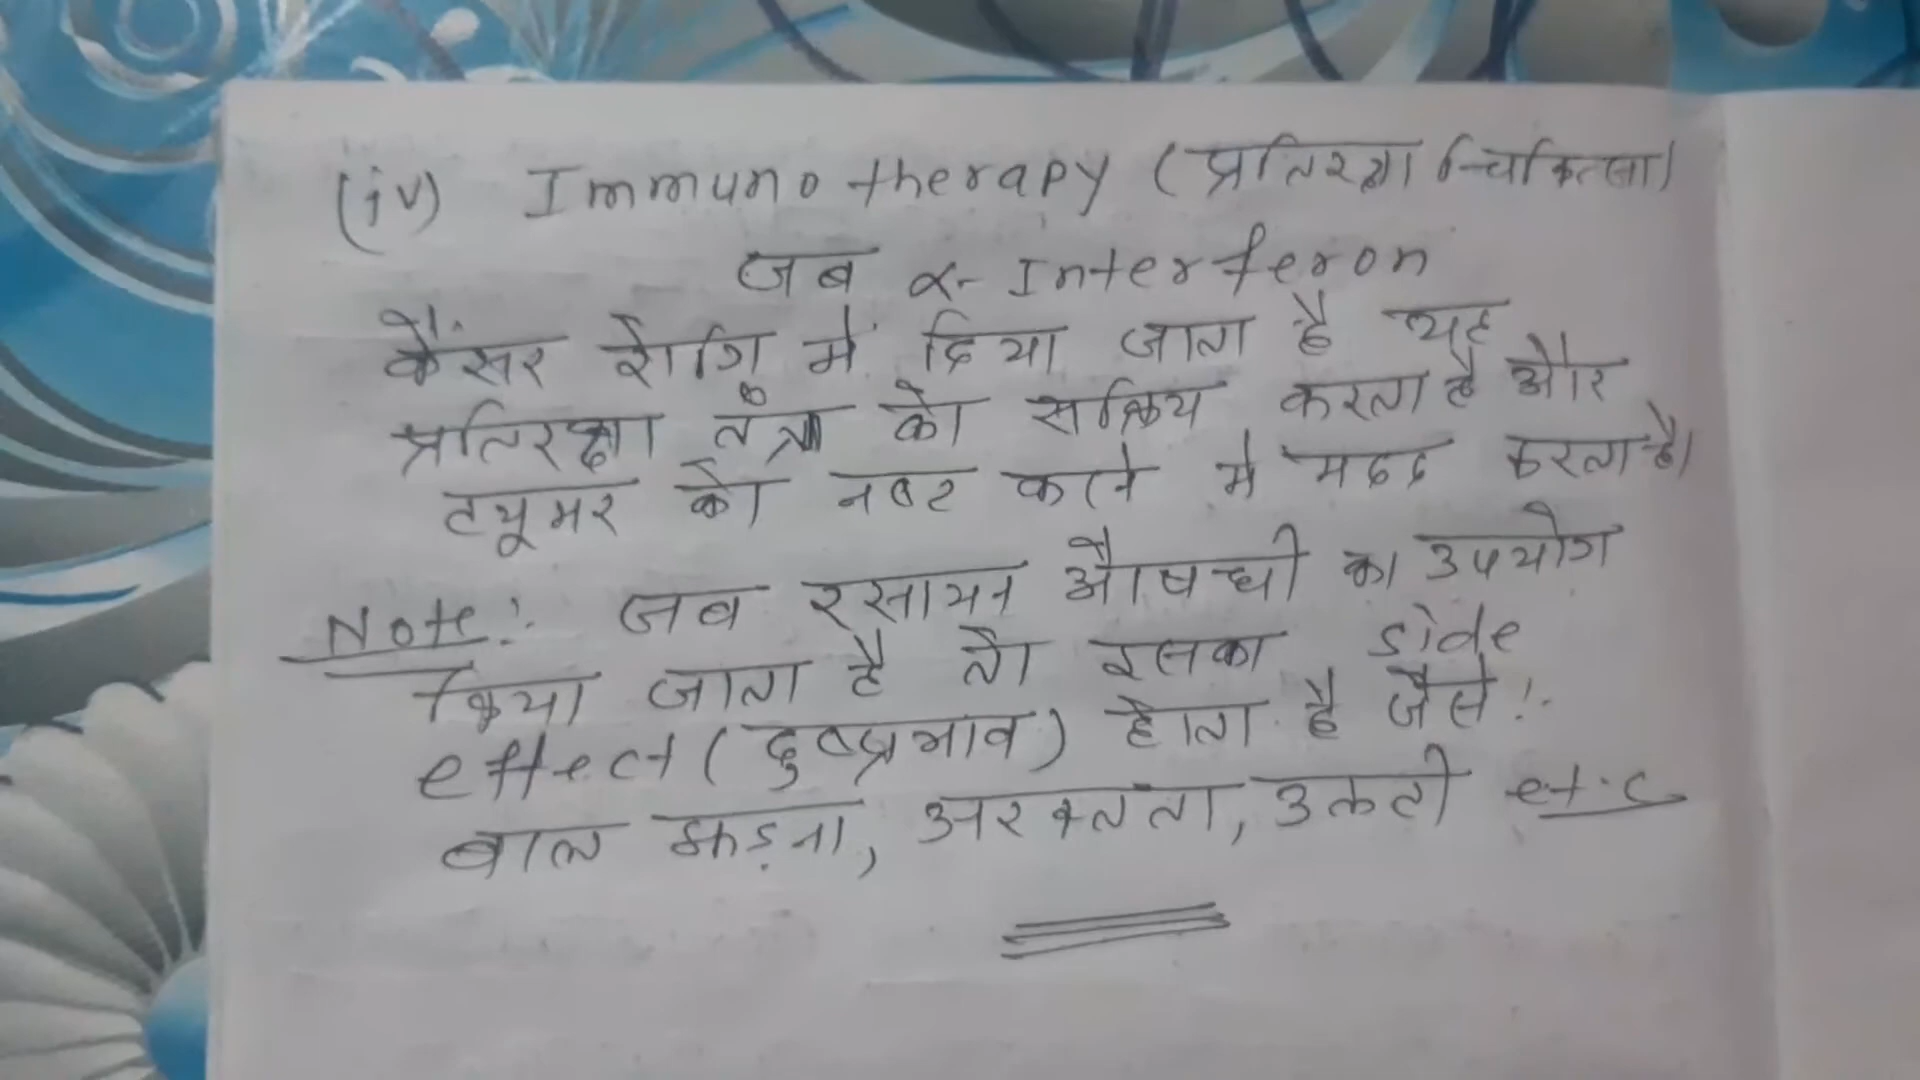 (iv) Immunotherapy (प्रतिरक्षा चिकित्सा)
जब α-Interferon
कैंसर रोगि में दिया जाता है यह
प्रतिरक्षा तंत्र को सक्रिय करता है और
ट्यूमर को नष्ट करने मे मदद करता है।
Note:- जब रसायन औषधी का उपयोग
किया जाता है तो इसका side
effect (दुष्प्रभाव) होता है जैसे:-
बाल झड़ना, अरक्तता, उल्टी etc